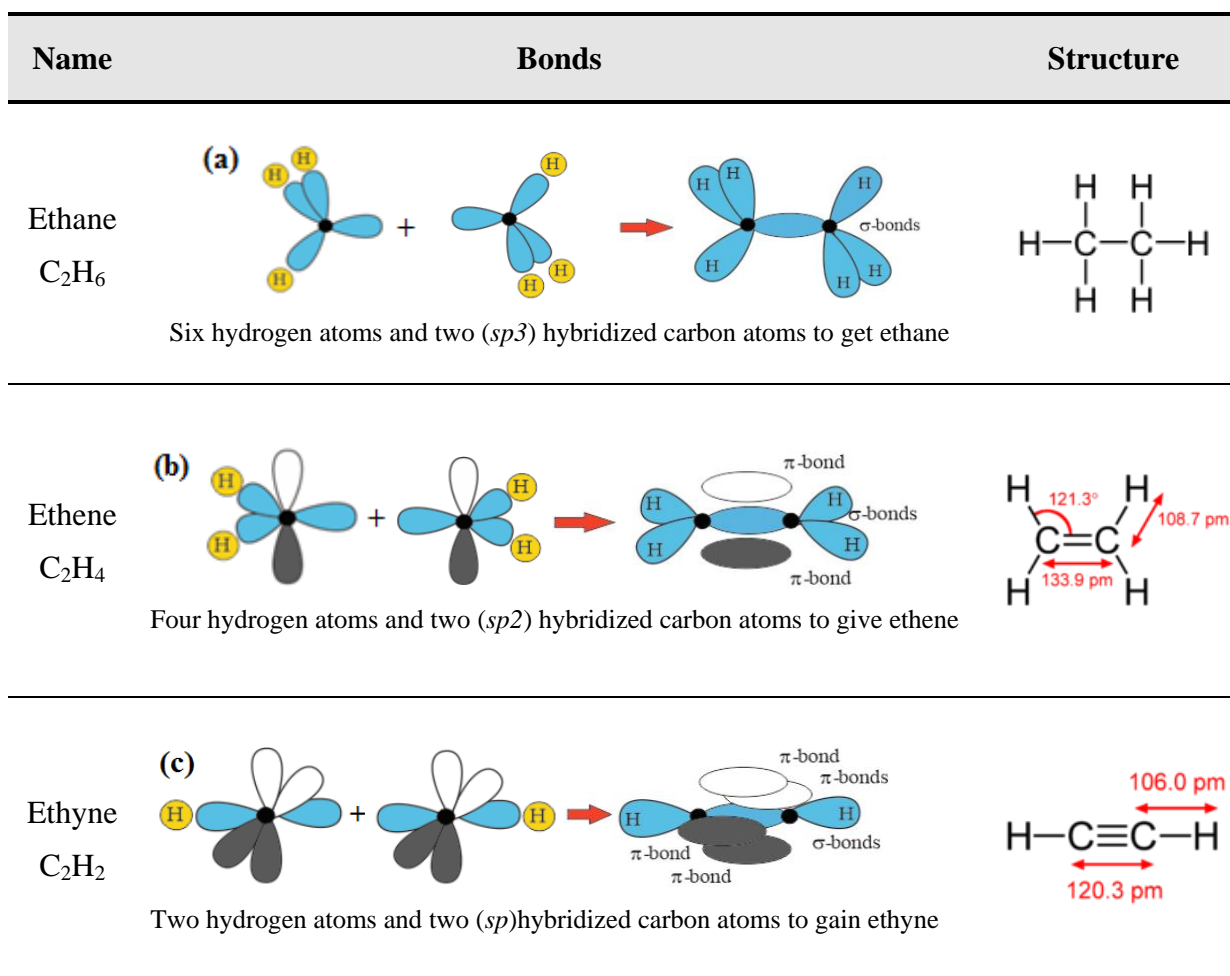 Name Bonds Structure
(a)
H H H + H H H
H H H H H H σ-bonds
H H
H–C–C–H
H H
Ethane
C₂H₆
Six hydrogen atoms and two (sp3) hybridized carbon atoms to get ethane
(b)
H H + H H
π-bond
H H H H σ-bonds
π-bond
H H
121.3°
108.7 pm
C=C
133.9 pm
H H
Ethene
C₂H₄
Four hydrogen atoms and two (sp2) hybridized carbon atoms to give ethene
(c)
H + H
π-bond
π-bonds
H H
σ-bonds
π-bond
π-bond
106.0 pm
H–C≡C–H
120.3 pm
Ethyne
C₂H₂
Two hydrogen atoms and two (sp)hybridized carbon atoms to gain ethyne